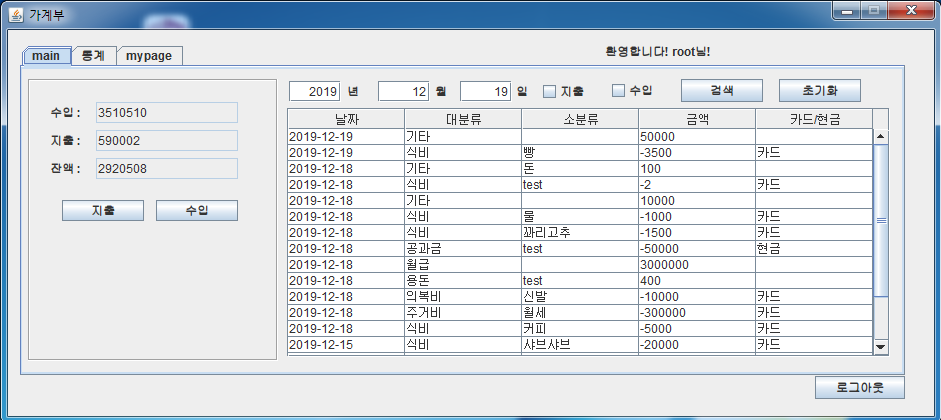 가계부
환영합니다! root님!
main 통계 mypage
2019 년 12 월 19 일 지출 수입 검색 초기화
수입 : 3510510
지출 : 590002
잔액 : 2920508
지출 수입
날짜 대분류 소분류 금액 카드/현금
2019-12-19 기타 50000
2019-12-19 식비 빵 -3500 카드
2019-12-18 기타 돈 100
2019-12-18 식비 test -2 카드
2019-12-18 기타 10000
2019-12-18 식비 물 -1000 카드
2019-12-18 식비 꽈리고추 -1500 카드
2019-12-18 공과금 test -50000 현금
2019-12-18 월급 3000000
2019-12-18 용돈 test 400
2019-12-18 의복비 신발 -10000 카드
2019-12-18 주거비 월세 -300000 카드
2019-12-18 식비 커피 -5000 카드
2019-12-15 식비 샤브샤브 -20000 카드
로그아웃